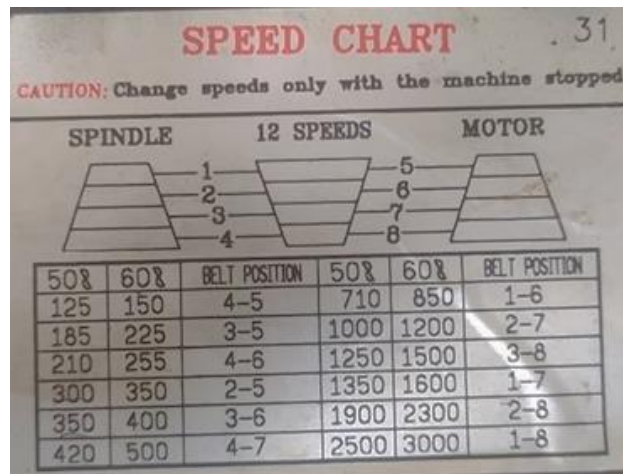 SPEED CHART . 31
CAUTION: Change speeds only with the machine stopped
SPINDLE 12 SPEEDS MOTOR
1 5
2 6
3 7
4 8
50% 60% BELT POSITION 50% 60% BELT POSITION
125 150 4-5 710 850 1-6
185 225 3-5 1000 1200 2-7
210 255 4-6 1250 1500 3-8
300 350 2-5 1350 1600 1-7
350 400 3-6 1900 2300 2-8
420 500 4-7 2500 3000 1-8